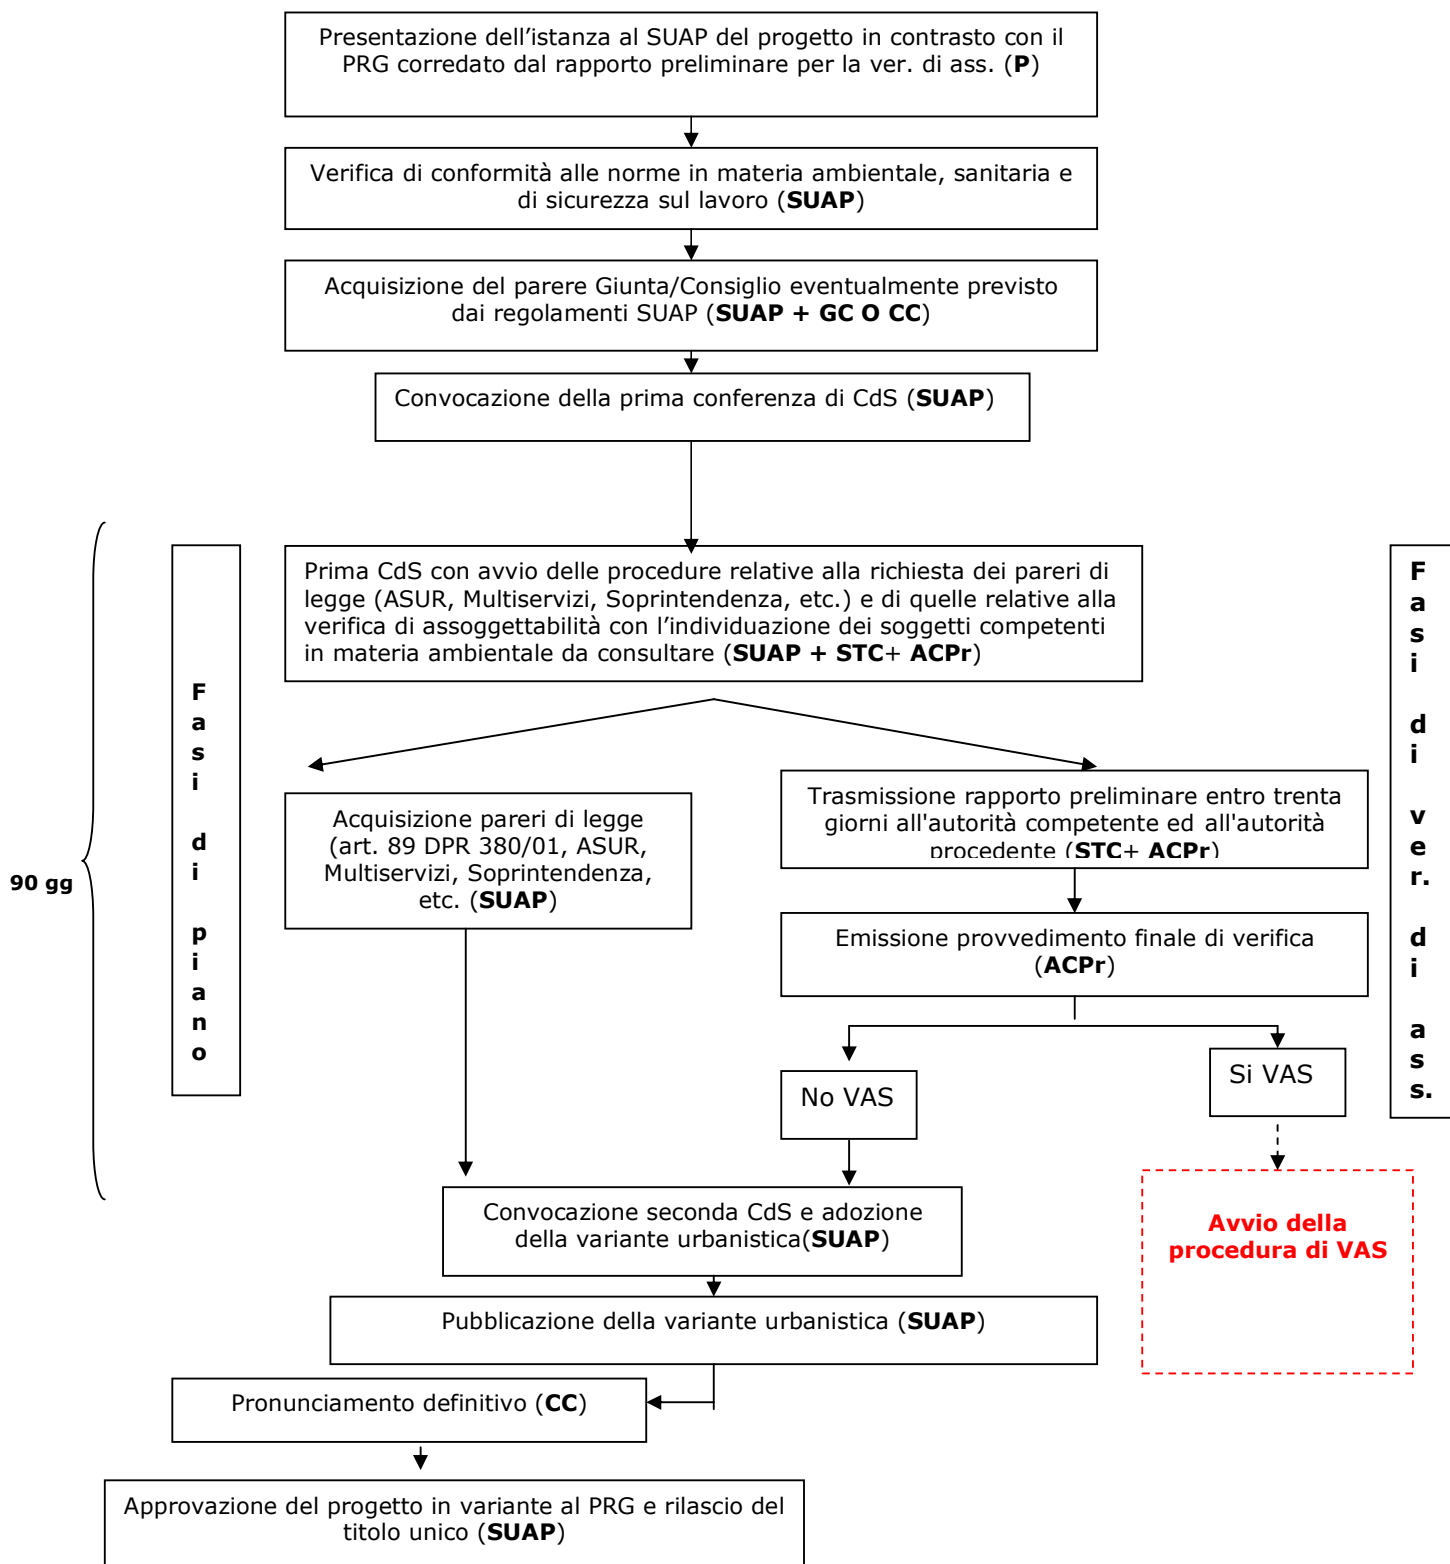 Presentazione dell’istanza al SUAP del progetto in contrasto con il
PRG corredato dal rapporto preliminare per la ver. di ass. (P)
Verifica di conformità alle norme in materia ambientale, sanitaria e
di sicurezza sul lavoro (SUAP)
Acquisizione del parere Giunta/Consiglio eventualmente previsto
dai regolamenti SUAP (SUAP + GC O CC)
Convocazione della prima conferenza di CdS (SUAP)
90 gg
Fasi di piano
Prima CdS con avvio delle procedure relative alla richiesta dei pareri di
legge (ASUR, Multiservizi, Soprintendenza, etc.) e di quelle relative alla
verifica di assoggettabilità con l’individuazione dei soggetti competenti
in materia ambientale da consultare (SUAP + STC+ ACPr)
Fasi di ver. di ass.
Acquisizione pareri di legge
(art. 89 DPR 380/01, ASUR,
Multiservizi, Soprintendenza,
etc. (SUAP)
Trasmissione rapporto preliminare entro trenta
giorni all'autorità competente ed all'autorità
procedente (STC+ ACPr)
Emissione provvedimento finale di verifica
(ACPr)
No VAS
Si VAS
Avvio della
procedura di VAS
Convocazione seconda CdS e adozione
della variante urbanistica(SUAP)
Pubblicazione della variante urbanistica (SUAP)
Pronunciamento definitivo (CC)
Approvazione del progetto in variante al PRG e rilascio del
titolo unico (SUAP)